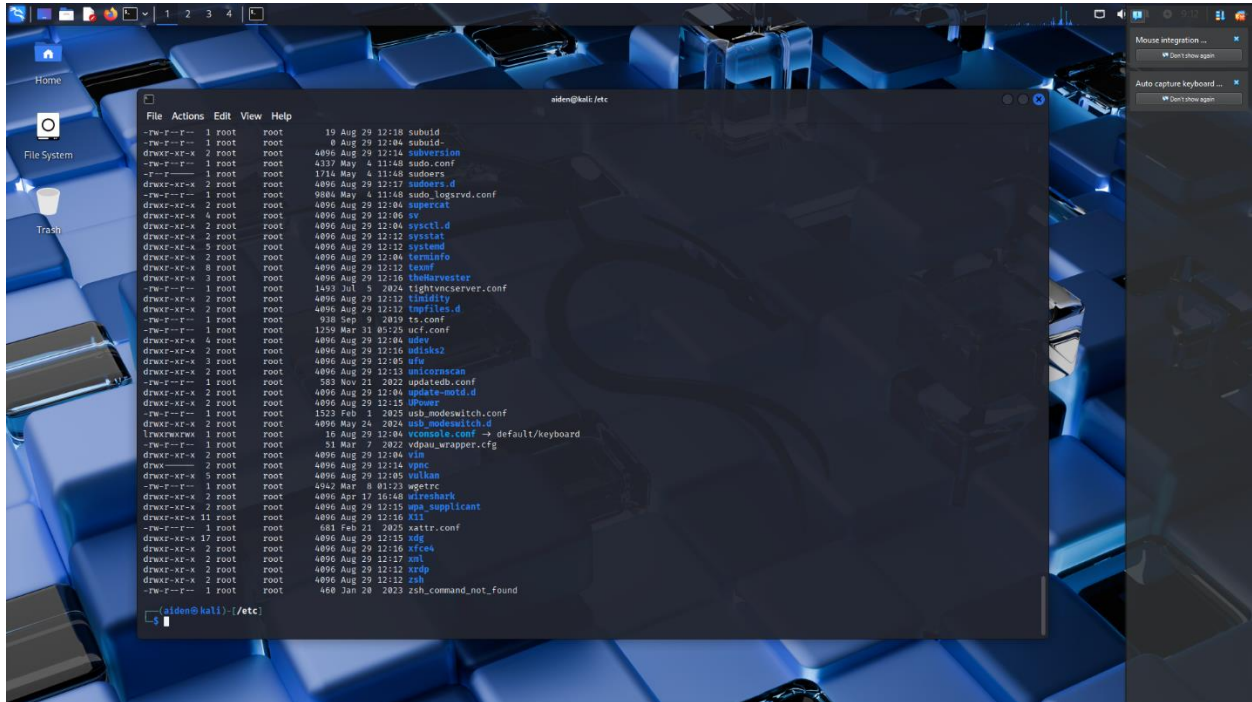 1 2 3 4
Home
File System
Trash
aiden@kali: /etc
File Actions Edit View Help
-rw-r--r-- 1 root root 19 Aug 29 12:18 subuid
-rw-r--r-- 1 root root 0 Aug 29 12:04 subuid-
drwxr-xr-x 2 root root 4096 Aug 29 12:14 subversion
-rw-r--r-- 1 root root 4337 May 4 11:48 sudo.conf
-r--r----- 1 root root 1714 May 4 11:48 sudoers
drwxr-xr-x 2 root root 4096 Aug 29 12:17 sudoers.d
-rw-r--r-- 1 root root 9804 May 4 11:48 sudo_logsrvd.conf
drwxr-xr-x 2 root root 4096 Aug 29 12:04 supercat
drwxr-xr-x 4 root root 4096 Aug 29 12:06 sv
drwxr-xr-x 2 root root 4096 Aug 29 12:04 sysctl.d
drwxr-xr-x 2 root root 4096 Aug 29 12:12 sysstat
drwxr-xr-x 5 root root 4096 Aug 29 12:12 systemd
drwxr-xr-x 2 root root 4096 Aug 29 12:04 terminfo
drwxr-xr-x 8 root root 4096 Aug 29 12:12 texmf
drwxr-xr-x 3 root root 4096 Aug 29 12:16 theHarvester
-rw-r--r-- 1 root root 1493 Jul 5 2024 tightvncserver.conf
drwxr-xr-x 2 root root 4096 Aug 29 12:12 timidity
drwxr-xr-x 2 root root 4096 Aug 29 12:12 tmpfiles.d
-rw-r--r-- 1 root root 938 Sep 9 2019 ts.conf
-rw-r--r-- 1 root root 1259 Mar 31 05:25 ucf.conf
drwxr-xr-x 4 root root 4096 Aug 29 12:04 udev
drwxr-xr-x 2 root root 4096 Aug 29 12:16 udisks2
drwxr-xr-x 3 root root 4096 Aug 29 12:05 ufw
drwxr-xr-x 2 root root 4096 Aug 29 12:13 unicornscan
-rw-r--r-- 1 root root 583 Nov 21 2022 updatedb.conf
drwxr-xr-x 2 root root 4096 Aug 29 12:04 update-motd.d
drwxr-xr-x 2 root root 4096 Aug 29 12:15 UPower
-rw-r--r-- 1 root root 1523 Feb 1 2025 usb_modeswitch.conf
drwxr-xr-x 2 root root 4096 May 24 2024 usb_modeswitch.d
lrwxrwxrwx 1 root root 16 Aug 29 12:04 vconsole.conf → default/keyboard
-rw-r--r-- 1 root root 51 Mar 7 2022 vdpau_wrapper.cfg
drwxr-xr-x 2 root root 4096 Aug 29 12:04 vim
drwx------ 2 root root 4096 Aug 29 12:14 vpnc
drwxr-xr-x 5 root root 4096 Aug 29 12:05 vulkan
-rw-r--r-- 1 root root 4942 Mar 8 01:23 wgetrc
drwxr-xr-x 2 root root 4096 Apr 17 16:48 wireshark
drwxr-xr-x 2 root root 4096 Aug 29 12:15 wpa_supplicant
drwxr-xr-x 11 root root 4096 Aug 29 12:16 X11
-rw-r--r-- 1 root root 681 Feb 21 2025 xattr.conf
drwxr-xr-x 17 root root 4096 Aug 29 12:15 xdg
drwxr-xr-x 2 root root 4096 Aug 29 12:16 xfce4
drwxr-xr-x 2 root root 4096 Aug 29 12:17 xml
drwxr-xr-x 2 root root 4096 Aug 29 12:12 xrdp
drwxr-xr-x 2 root root 4096 Aug 29 12:12 zsh
-rw-r--r-- 1 root root 460 Jan 20 2023 zsh_command_not_found
┌──(aiden㉿kali)-[/etc]
└─$
Mouse integration ...
Don't show again
Auto capture keyboard ...
Don't show again